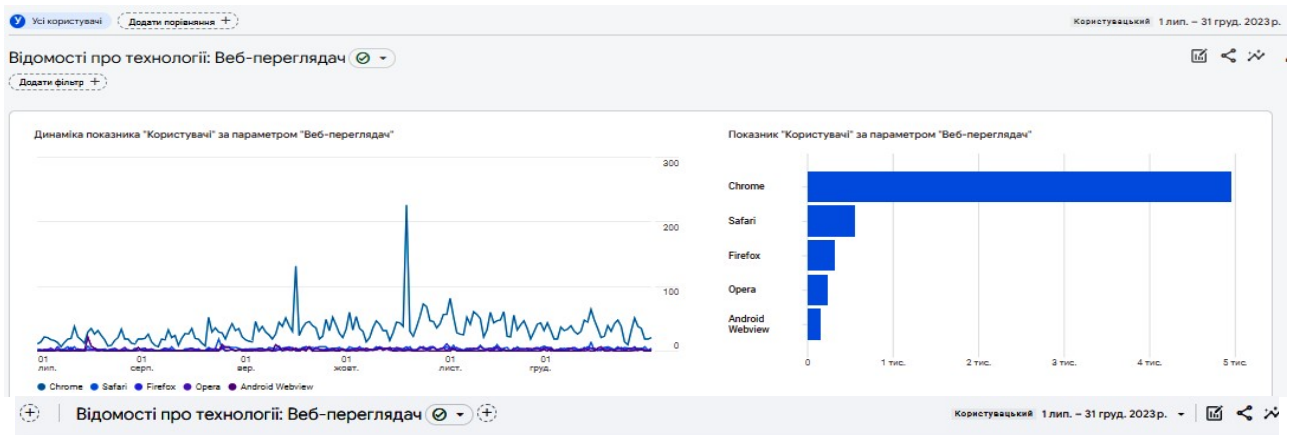 У Усі користувачі Додати порівняння + Користувацький 1 лип. – 31 груд. 2023 р.
Відомості про технології: Веб-переглядач
Додати фільтр +
Динаміка показника "Користувачі" за параметром "Веб-переглядач"
300
200
100
0
01 лип.
01 серп.
01 вер.
01 жовт.
01 лист.
01 груд.
Chrome Safari Firefox Opera Android Webview
Показник "Користувачі" за параметром "Веб-переглядач"
Chrome
Safari
Firefox
Opera
Android
Webview
0 1 тис. 2 тис. 3 тис. 4 тис. 5 тис.
Відомості про технології: Веб-переглядач Користувацький 1 лип. – 31 груд. 2023 р.